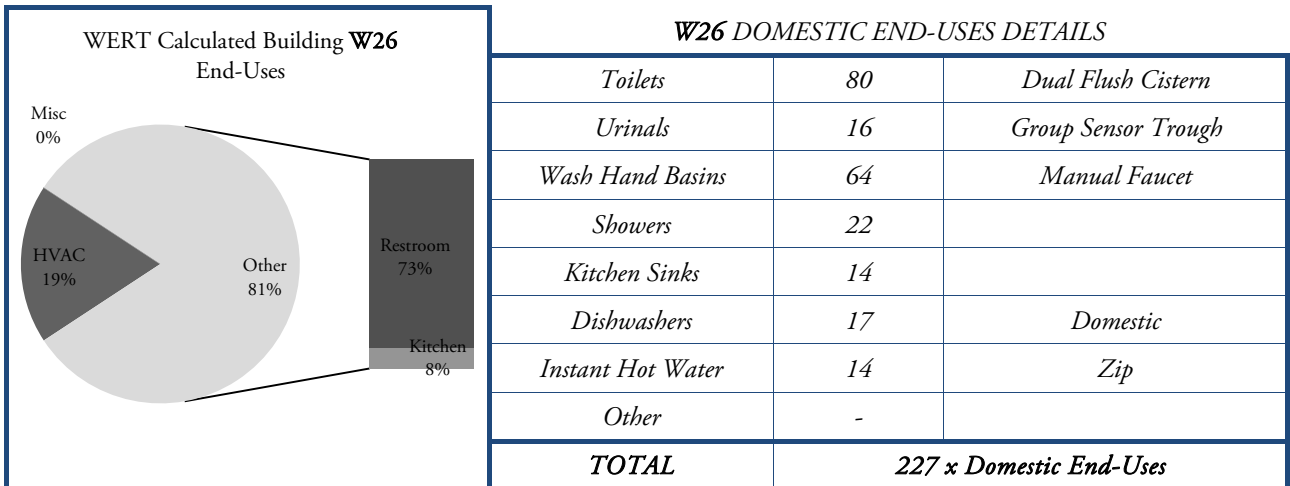 WERT Calculated Building W26
End-Uses
Misc
0%
HVAC
19%
Other
81%
Restroom
73%
Kitchen
8%
W26 DOMESTIC END-USES DETAILS
Toilets 80 Dual Flush Cistern
Urinals 16 Group Sensor Trough
Wash Hand Basins 64 Manual Faucet
Showers 22
Kitchen Sinks 14
Dishwashers 17 Domestic
Instant Hot Water 14 Zip
Other -
TOTAL 227 x Domestic End-Uses